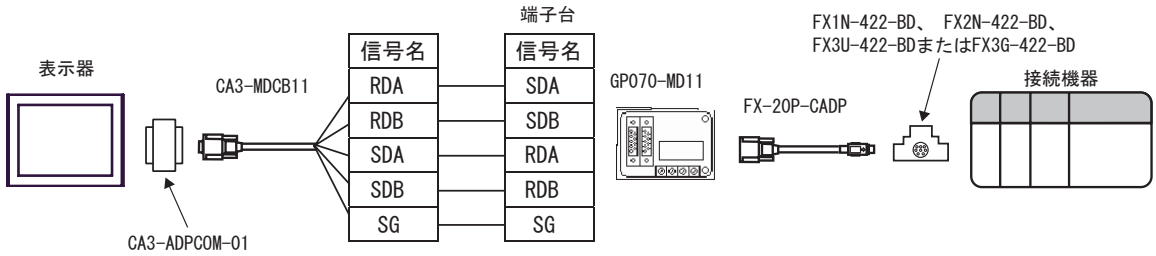 端子台
FX1N-422-BD、 FX2N-422-BD、
FX3U-422-BDまたはFX3G-422-BD
表示器
CA3-MDCB11
信号名
信号名
GP070-MD11
接続機器
FX-20P-CADP
RDA
SDA
RDB
SDB
SDA
RDA
SDB
RDB
SG
SG
CA3-ADPCOM-01